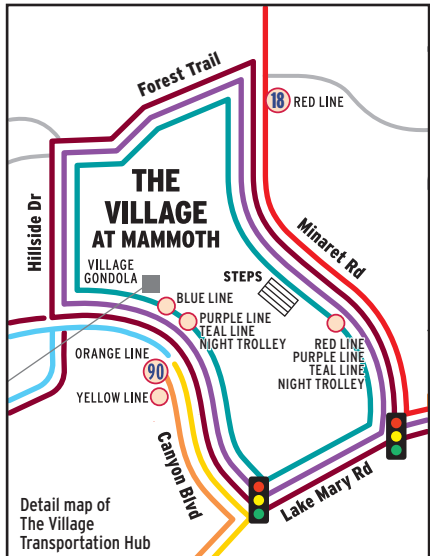 Forest Trail
18 RED LINE
THE
VILLAGE
AT MAMMOTH
Hillside Dr
Minaret Rd
VILLAGE
GONDOLA
STEPS
BLUE LINE
PURPLE LINE
TEAL LINE
NIGHT TROLLEY
RED LINE
PURPLE LINE
TEAL LINE
NIGHT TROLLEY
ORANGE LINE
90
YELLOW LINE
Canyon Blvd
Lake Mary Rd
Detail map of
The Village
Transportation Hub